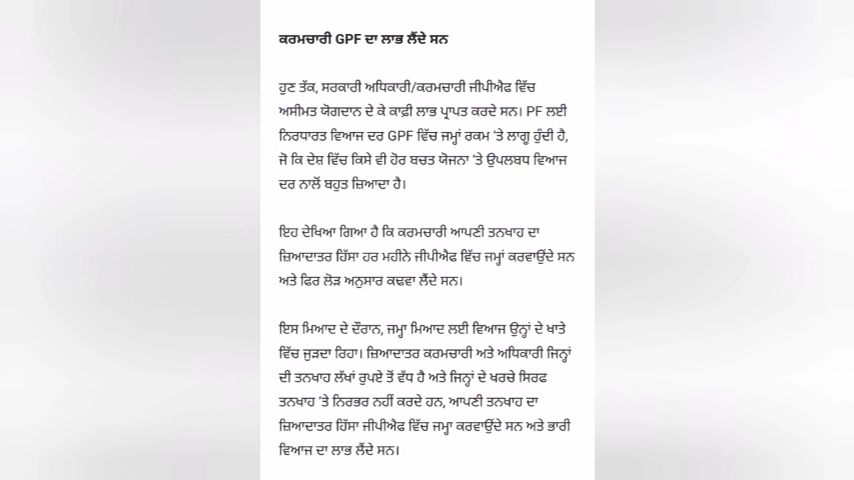 ਕਰਮਚਾਰੀ GPF ਦਾ ਲਾਭ ਲੈਂਦੇ ਸਨ
ਹੁਣ ਤੱਕ, ਸਰਕਾਰੀ ਅਧਿਕਾਰੀ/ਕਰਮਚਾਰੀ ਜੀਪੀਐਫ ਵਿੱਚ
ਅਸੀਮਤ ਯੋਗਦਾਨ ਦੇ ਕੇ ਕਾਫ਼ੀ ਲਾਭ ਪ੍ਰਾਪਤ ਕਰਦੇ ਸਨ। PF ਲਈ
ਨਿਰਧਾਰਤ ਵਿਆਜ ਦਰ GPF ਵਿੱਚ ਜਮ੍ਹਾਂ ਰਕਮ 'ਤੇ ਲਾਗੂ ਹੁੰਦੀ ਹੈ,
ਜੋ ਕਿ ਦੇਸ਼ ਵਿੱਚ ਕਿਸੇ ਵੀ ਹੋਰ ਬਚਤ ਯੋਜਨਾ 'ਤੇ ਉਪਲਬਧ ਵਿਆਜ
ਦਰ ਨਾਲੋਂ ਬਹੁਤ ਜ਼ਿਆਦਾ ਹੈ।
ਇਹ ਦੇਖਿਆ ਗਿਆ ਹੈ ਕਿ ਕਰਮਚਾਰੀ ਆਪਣੀ ਤਨਖਾਹ ਦਾ
ਜ਼ਿਆਦਾਤਰ ਹਿੱਸਾ ਹਰ ਮਹੀਨੇ ਜੀਪੀਐਫ ਵਿੱਚ ਜਮ੍ਹਾਂ ਕਰਵਾਉਂਦੇ ਸਨ
ਅਤੇ ਫਿਰ ਲੋੜ ਅਨੁਸਾਰ ਕਢਵਾ ਲੈਂਦੇ ਸਨ।
ਇਸ ਮਿਆਦ ਦੇ ਦੌਰਾਨ, ਜਮ੍ਹਾ ਮਿਆਦ ਲਈ ਵਿਆਜ ਉਨ੍ਹਾਂ ਦੇ ਖਾਤੇ
ਵਿੱਚ ਜੁੜਦਾ ਰਿਹਾ। ਜ਼ਿਆਦਾਤਰ ਕਰਮਚਾਰੀ ਅਤੇ ਅਧਿਕਾਰੀ ਜਿਨ੍ਹਾਂ
ਦੀ ਤਨਖਾਹ ਲੱਖਾਂ ਰੁਪਏ ਤੋਂ ਵੱਧ ਹੈ ਅਤੇ ਜਿਨ੍ਹਾਂ ਦੇ ਖਰਚੇ ਸਿਰਫ
ਤਨਖਾਹ 'ਤੇ ਨਿਰਭਰ ਨਹੀਂ ਕਰਦੇ ਹਨ, ਆਪਣੀ ਤਨਖਾਹ ਦਾ
ਜ਼ਿਆਦਾਤਰ ਹਿੱਸਾ ਜੀਪੀਐਫ ਵਿੱਚ ਜਮ੍ਹਾ ਕਰਵਾਉਂਦੇ ਸਨ ਅਤੇ ਭਾਰੀ
ਵਿਆਜ ਦਾ ਲਾਭ ਲੈਂਦੇ ਸਨ।